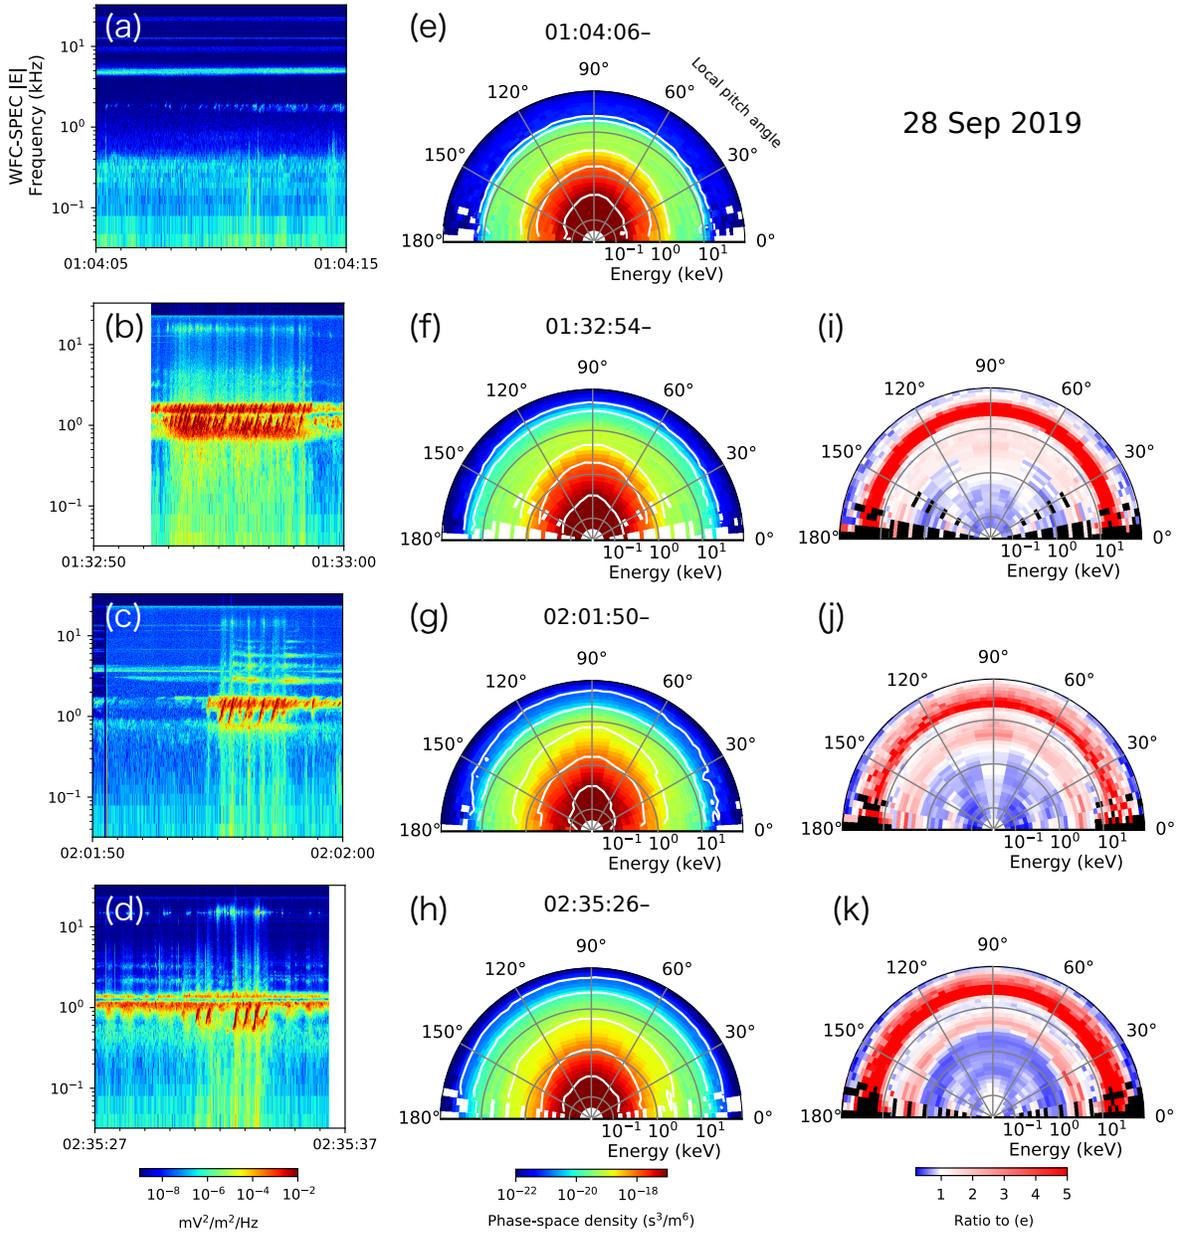 (a)
WFC-SPEC |E|
Frequency (kHz)
10¹
10⁰
10⁻¹
01:04:05 01:04:15
(e)
01:04:06–
Local pitch angle
180° 150° 120° 90° 60° 30° 0°
10⁻¹ 10⁰ 10¹
Energy (keV)
28 Sep 2019
(b)
10¹
10⁰
10⁻¹
01:32:50 01:33:00
(f)
01:32:54–
180° 150° 120° 90° 60° 30° 0°
10⁻¹ 10⁰ 10¹
Energy (keV)
(i)
180° 150° 120° 90° 60° 30° 0°
10⁻¹ 10⁰ 10¹
Energy (keV)
(c)
10¹
10⁰
10⁻¹
02:01:50 02:02:00
(g)
02:01:50–
180° 150° 120° 90° 60° 30° 0°
10⁻¹ 10⁰ 10¹
Energy (keV)
(j)
180° 150° 120° 90° 60° 30° 0°
10⁻¹ 10⁰ 10¹
Energy (keV)
(d)
10¹
10⁰
10⁻¹
02:35:27 02:35:37
(h)
02:35:26–
180° 150° 120° 90° 60° 30° 0°
10⁻¹ 10⁰ 10¹
Energy (keV)
(k)
180° 150° 120° 90° 60° 30° 0°
10⁻¹ 10⁰ 10¹
Energy (keV)
10⁻⁸ 10⁻⁶ 10⁻⁴ 10⁻²
mV²/m²/Hz
10⁻²² 10⁻²⁰ 10⁻¹⁸
Phase-space density (s³/m⁶)
1 2 3 4 5
Ratio to (e)